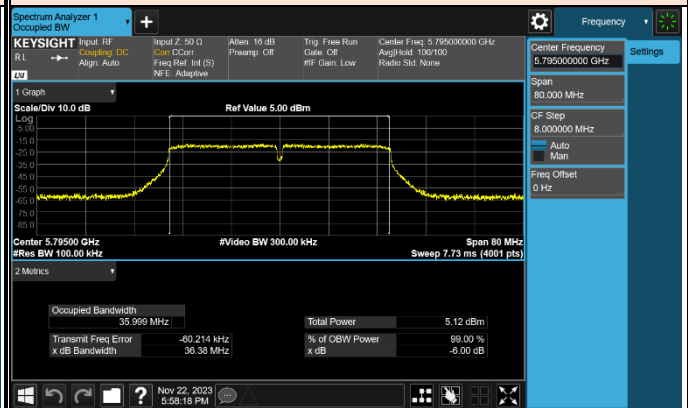 Spectrum Analyzer 1
Occupied BW
+
Frequency
KEYSIGHT Input: RF Input Z: 50 Ω Atten: 16 dB Trig: Free Run Center Freq: 5.795000000 GHz
RL Coupling: DC Corr CCorr Preamp: Off Gate: Off Avg|Hold: 100/100
Align: Auto Freq Ref: Int (S) #IF Gain: Low Radio Std: None
NFE: Adaptive
LXI
Settings
Center Frequency
5.795000000 GHz
Span
80.000 MHz
CF Step
8.000000 MHz
Auto
Man
Freq Offset
0 Hz
1 Graph
Scale/Div 10.0 dB Ref Value 5.00 dBm
Log
-5.00
-15.0
-25.0
-35.0
-45.0
-55.0
-65.0
-75.0
-85.0
Center 5.79500 GHz #Video BW 300.00 kHz Span 80 MHz
#Res BW 100.00 kHz Sweep 7.73 ms (4001 pts)
2 Metrics
Occupied Bandwidth
35.999 MHz
Total Power 5.12 dBm
Transmit Freq Error -60.214 kHz % of OBW Power 99.00 %
x dB Bandwidth 36.38 MHz x dB -6.00 dB
?
Nov 22, 2023
5:58:18 PM